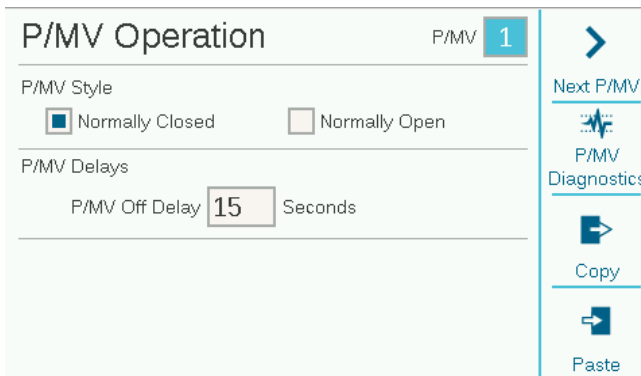 P/MV Operation
P/MV 1
Next P/MV
P/MV Style
Normally Closed
Normally Open
P/MV
Diagnostics
P/MV Delays
P/MV Off Delay 15 Seconds
Copy
Paste